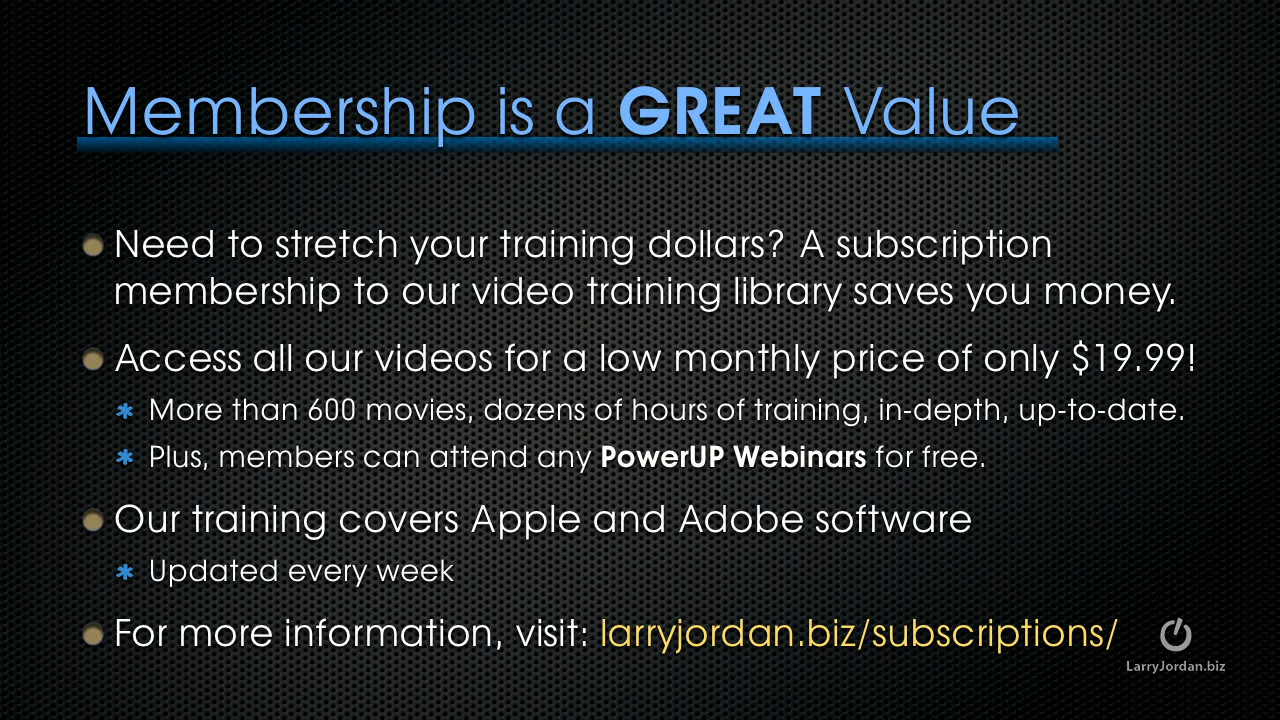 Membership is a GREAT Value
Need to stretch your training dollars? A subscription
membership to our video training library saves you money.
Access all our videos for a low monthly price of only $19.99!
More than 600 movies, dozens of hours of training, in-depth, up-to-date.
Plus, members can attend any PowerUP Webinars for free.
Our training covers Apple and Adobe software
Updated every week
For more information, visit: larryjordan.biz/subscriptions/
LarryJordan.biz